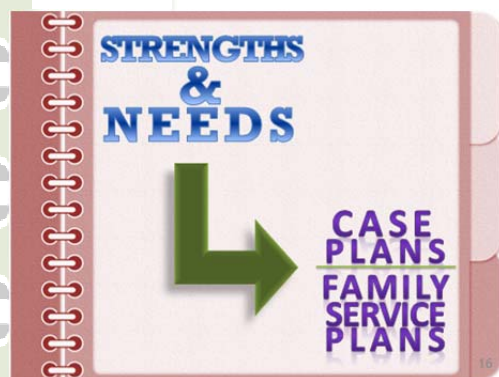 STRENGTHS
&
NEEDS
CASE
PLANS
FAMILY
SERVICE
PLANS
16